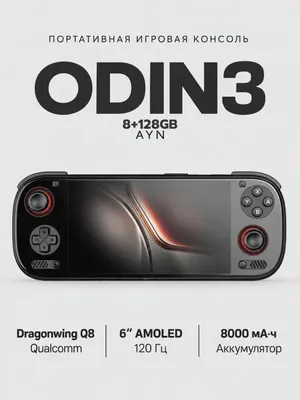 ПОРТАТИВНАЯ ИГРОВАЯ КОНСОЛЬ
ODIN3
8+128GB
AYN
Dragonwing Q8
Qualcomm
6” AMOLED
120 Гц
8000 мА·ч
Аккумулятор